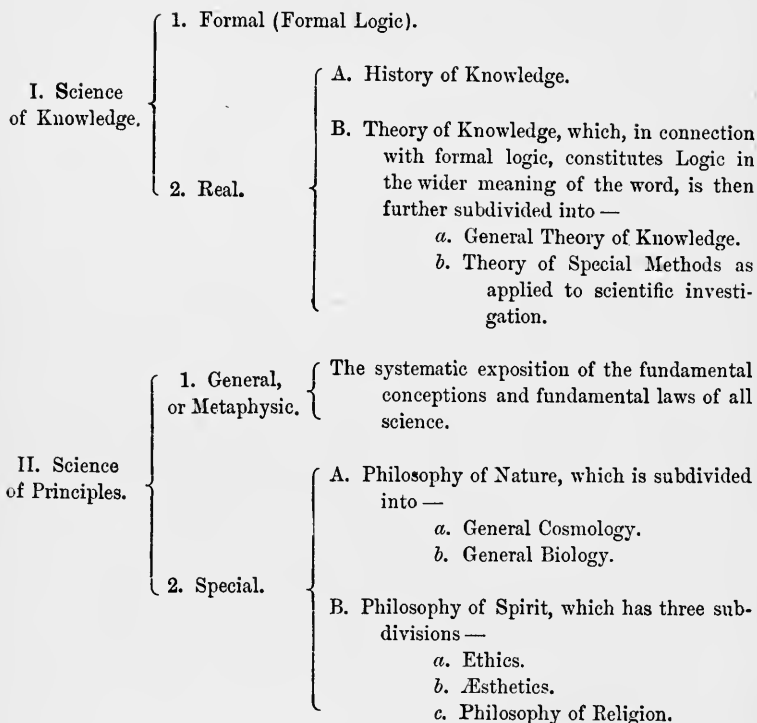 1. Formal (Formal Logic).
I. Science
of Knowledge.
2. Real.
A. History of Knowledge.
B. Theory of Knowledge, which, in connection
with formal logic, constitutes Logic in
the wider meaning of the word, is then
further subdivided into —
a. General Theory of Knowledge.
b. Theory of Special Methods as
applied to scientific investi-
gation.
II. Science
of Principles.
1. General,
or Metaphysic.
The systematic exposition of the fundamental
conceptions and fundamental laws of all
science.
2. Special.
A. Philosophy of Nature, which is subdivided
into —
a. General Cosmology.
b. General Biology.
B. Philosophy of Spirit, which has three sub-
divisions —
a. Ethics.
b. Æsthetics.
c. Philosophy of Religion.